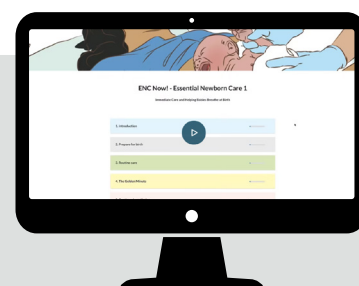 ENC Now! - Essential Newborn Care 1
Immediate Care and Helping Babies Breathe at Birth
1. Introduction
2. Prepare for birth
3. Routine care
4. The Golden Minute